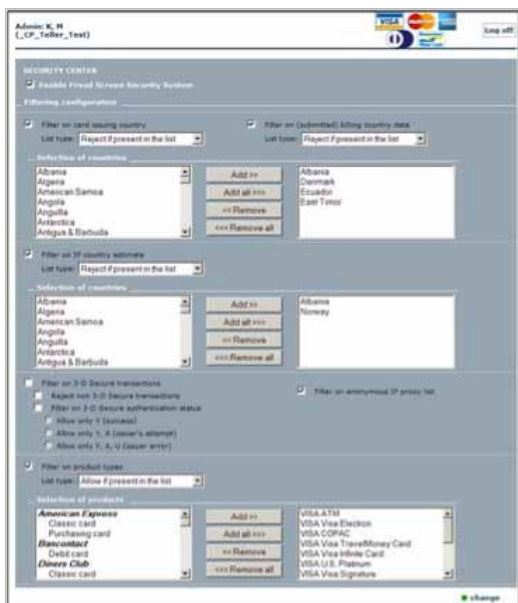 Admin: K, M
(_CP_Teller_Test)
VISA
Log off
SECURITY CENTER
Enable Fraud Screen Security System
Filtering configuration
Filter on card issuing country
Filter on (submitted) billing country data
List type: Reject if present in the list
List type: Reject if present in the list
Selection of countries
Albania
Algeria
American Samoa
Angola
Anguilla
Antarctica
Antigua & Barbuda
Add >>
Add all >>>
<< Remove
<<< Remove all
Albania
Denmark
Ecuador
East Timor
Filter on IP country estimate
List type: Reject if present in the list
Selection of countries
Albania
Algeria
American Samoa
Angola
Anguilla
Antarctica
Antigua & Barbuda
Add >>
Add all >>>
<< Remove
<<< Remove all
Albania
Norway
Filter on 3-D Secure transactions
Reject non 3-D Secure transactions
Filter on 3-D Secure authentication status
Allow only Y (success)
Allow only Y, A (issuer's attempt)
Allow only Y, A, U (issuer error)
Filter on anonymous IP proxy list
Filter on product types
List type: Allow if present in the list
Selection of products
American Express
Classic card
Purchasing card
Bancontact
Debit card
Diners Club
Classic card
Add >>
Add all >>>
<< Remove
<<< Remove all
VISA ATM
VISA Visa Electron
VISA COPAC
VISA Visa TravelMoney Card
VISA Visa Infinite Card
VISA U.S. Platinum
VISA Visa Signature
change